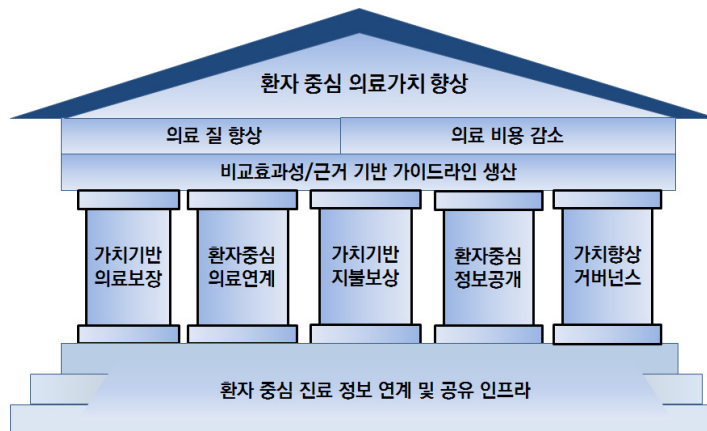 환자 중심 의료가치 향상
의료 질 향상
의료 비용 감소
비교효과성/근거 기반 가이드라인 생산
가치기반
의료보장
환자중심
의료연계
가치기반
지불보상
환자중심
정보공개
가치향상
거버넌스
환자 중심 진료 정보 연계 및 공유 인프라